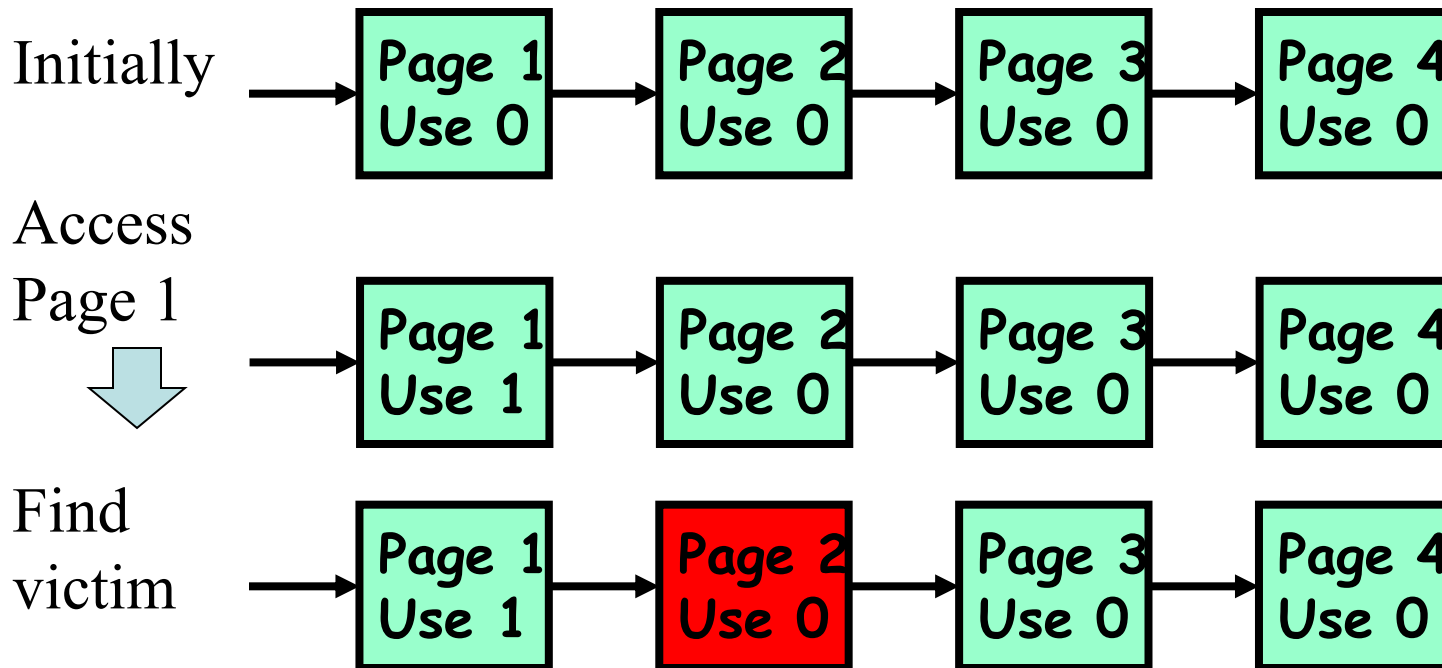 Initially
Page 1
Use 0
Page 2
Use 0
Page 3
Use 0
Page 4
Use 0
Access
Page 1
Page 1
Use 1
Page 2
Use 0
Page 3
Use 0
Page 4
Use 0
Find
victim
Page 1
Use 1
Page 2
Use 0
Page 3
Use 0
Page 4
Use 0